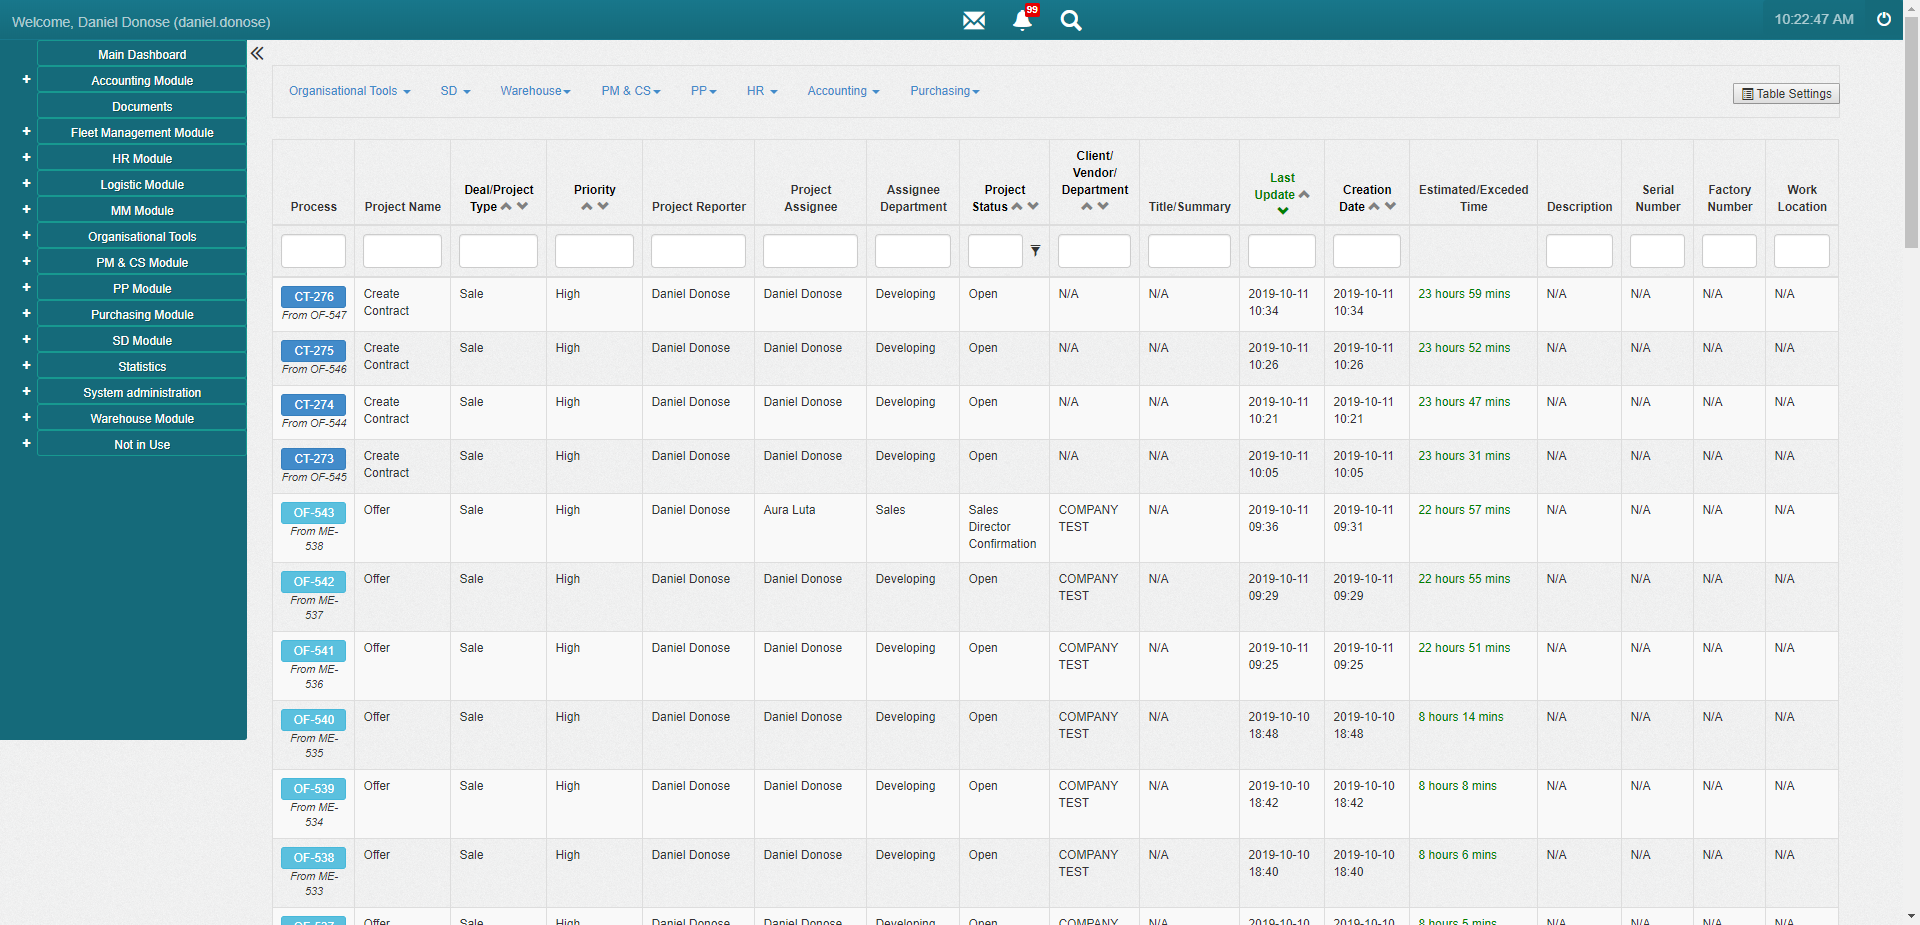 Welcome, Daniel Donose (daniel.donose)
99
10:22:47 AM
Main Dashboard
Accounting Module
Documents
Fleet Management Module
HR Module
Logistic Module
MM Module
Organisational Tools
PM & CS Module
PP Module
Purchasing Module
SD Module
Statistics
System administration
Warehouse Module
Not in Use
Organisational Tools SD Warehouse PM & CS PP HR Accounting Purchasing
Table Settings
Process Project Name Deal/Project Type Priority Project Reporter Project Assignee Assignee Department Project Status Client/ Vendor/ Department Title/Summary Last Update Creation Date Estimated/Exceded Time Description Serial Number Factory Number Work Location
CT-276 Create Contract Sale High Daniel Donose Daniel Donose Developing Open N/A N/A 2019-10-11 10:34 2019-10-11 10:34 23 hours 59 mins N/A N/A N/A N/A
From OF-547
CT-275 Create Contract Sale High Daniel Donose Daniel Donose Developing Open N/A N/A 2019-10-11 10:26 2019-10-11 10:26 23 hours 52 mins N/A N/A N/A N/A
From OF-546
CT-274 Create Contract Sale High Daniel Donose Daniel Donose Developing Open N/A N/A 2019-10-11 10:21 2019-10-11 10:21 23 hours 47 mins N/A N/A N/A N/A
From OF-544
CT-273 Create Contract Sale High Daniel Donose Daniel Donose Developing Open N/A N/A 2019-10-11 10:05 2019-10-11 10:05 23 hours 31 mins N/A N/A N/A N/A
From OF-545
OF-543 Offer Sale High Daniel Donose Aura Luta Sales Sales Director Confirmation COMPANY TEST N/A 2019-10-11 09:36 2019-10-11 09:31 22 hours 57 mins N/A N/A N/A N/A
From ME-538
OF-542 Offer Sale High Daniel Donose Daniel Donose Developing Open COMPANY TEST N/A 2019-10-11 09:29 2019-10-11 09:29 22 hours 55 mins N/A N/A N/A N/A
From ME-537
OF-541 Offer Sale High Daniel Donose Daniel Donose Developing Open COMPANY TEST N/A 2019-10-11 09:25 2019-10-11 09:25 22 hours 51 mins N/A N/A N/A N/A
From ME-536
OF-540 Offer Sale High Daniel Donose Daniel Donose Developing Open COMPANY TEST N/A 2019-10-10 18:48 2019-10-10 18:48 8 hours 14 mins N/A N/A N/A N/A
From ME-535
OF-539 Offer Sale High Daniel Donose Daniel Donose Developing Open COMPANY TEST N/A 2019-10-10 18:42 2019-10-10 18:42 8 hours 8 mins N/A N/A N/A N/A
From ME-534
OF-538 Offer Sale High Daniel Donose Daniel Donose Developing Open COMPANY TEST N/A 2019-10-10 18:40 2019-10-10 18:40 8 hours 6 mins N/A N/A N/A N/A
From ME-533
OF-537 Offer Sale High Daniel Donose Daniel Donose Developing Open COMPANY N/A 2019-10-10 2019-10-10 8 hours 5 mins N/A N/A N/A N/A